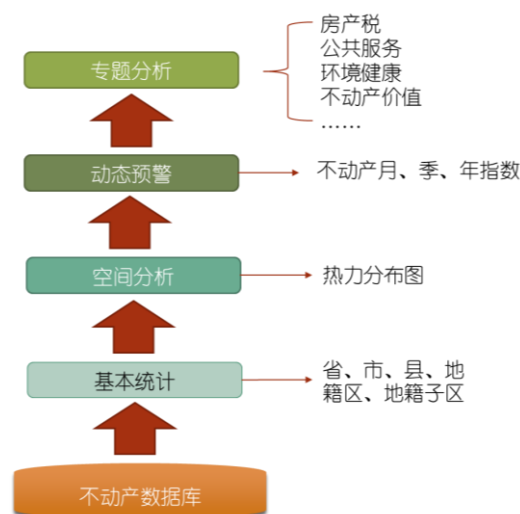 房产税
公共服务
专题分析
环境健康
不动产价值
……
动态预警
不动产月、季、年指数
空间分析
热力分布图
基本统计
省、市、县、地
籍区、地籍子区
不动产数据库